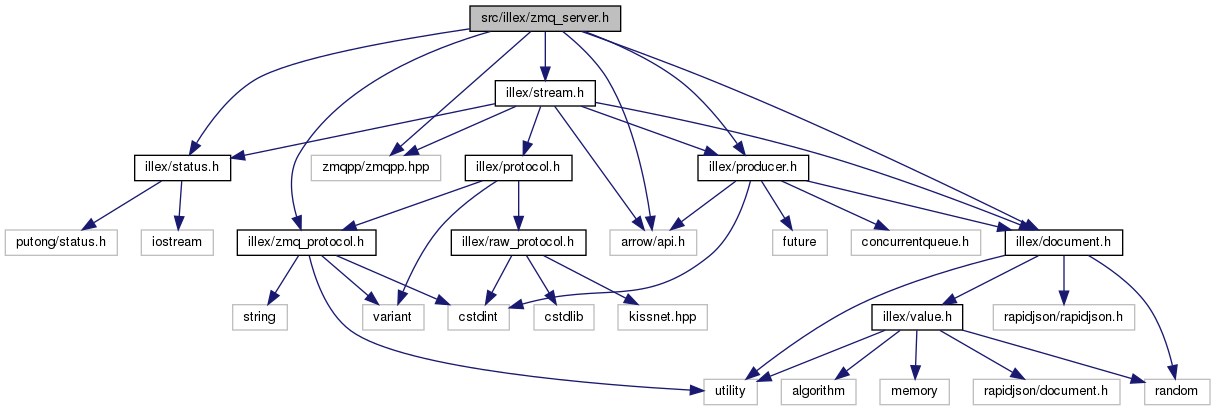 src/illex/zmq_server.h
illex/stream.h
illex/status.h
zmqpp/zmqpp.hpp
illex/protocol.h
illex/producer.h
putong/status.h
iostream
illex/zmq_protocol.h
illex/raw_protocol.h
arrow/api.h
future
concurrentqueue.h
illex/document.h
string
variant
cstdint
cstdlib
kissnet.hpp
illex/value.h
rapidjson/rapidjson.h
utility
algorithm
memory
rapidjson/document.h
random